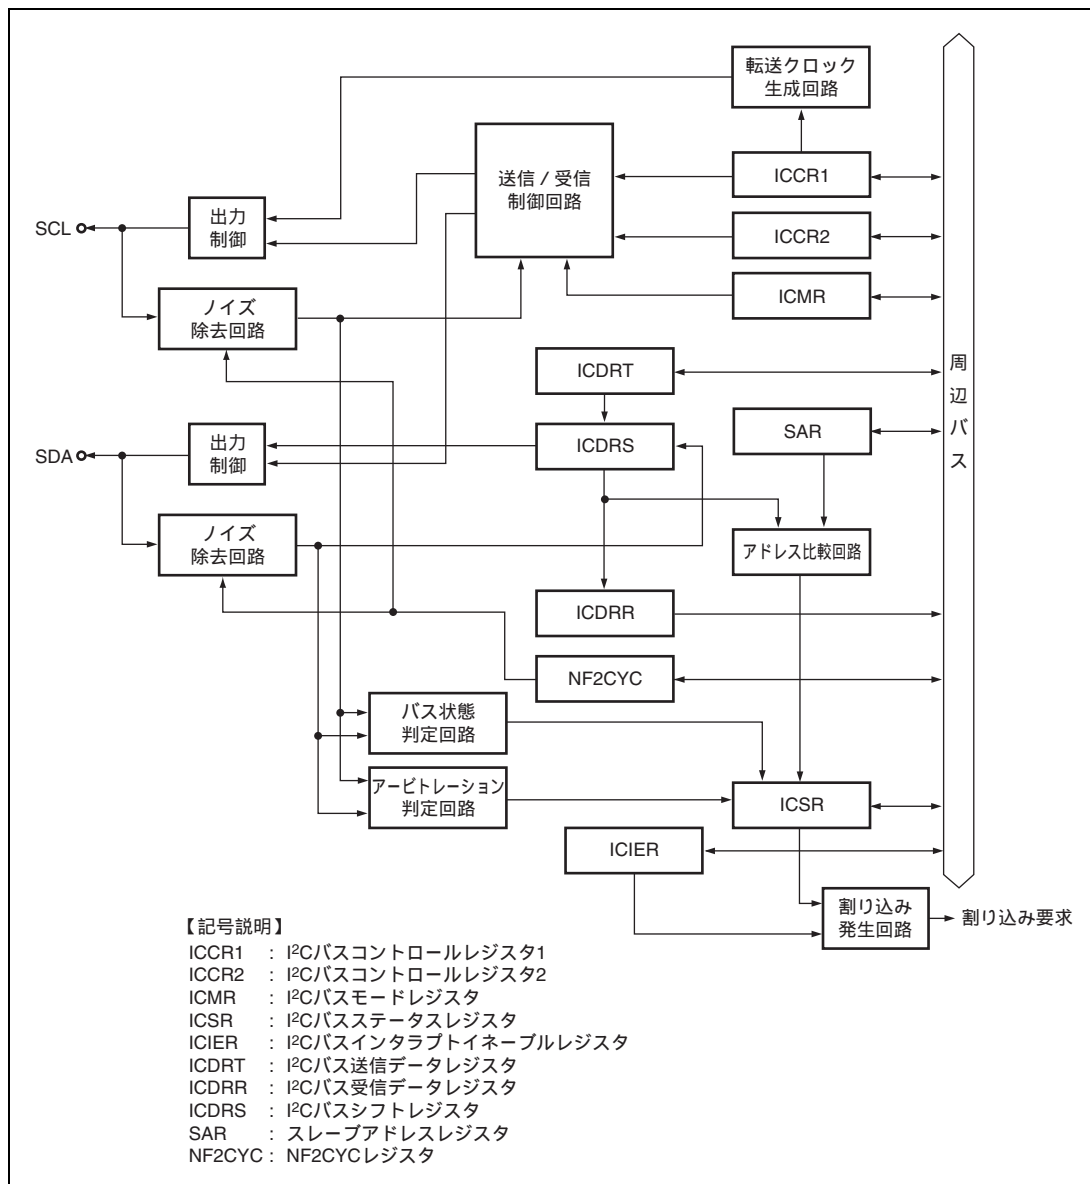 転送クロック
生成回路
送信 / 受信
制御回路
ICCR1
SCL
出力
制御
ICCR2
ICMR
ノイズ
除去回路
ICDRT
周辺バス
SAR
ICDRS
SDA
出力
制御
ノイズ
除去回路
アドレス比較回路
ICDRR
NF2CYC
バス状態
判定回路
アービトレーション
判定回路
ICSR
ICIER
割り込み
発生回路
割り込み要求
【記号説明】
ICCR1 : I²Cバスコントロールレジスタ1
ICCR2 : I²Cバスコントロールレジスタ2
ICMR : I²Cバスモードレジスタ
ICSR : I²Cバスステータスレジスタ
ICIER : I²Cバスインタラプトイネーブルレジスタ
ICDRT : I²Cバス送信データレジスタ
ICDRR : I²Cバス受信データレジスタ
ICDRS : I²Cバスシフトレジスタ
SAR : スレーブアドレスレジスタ
NF2CYC : NF2CYCレジスタ